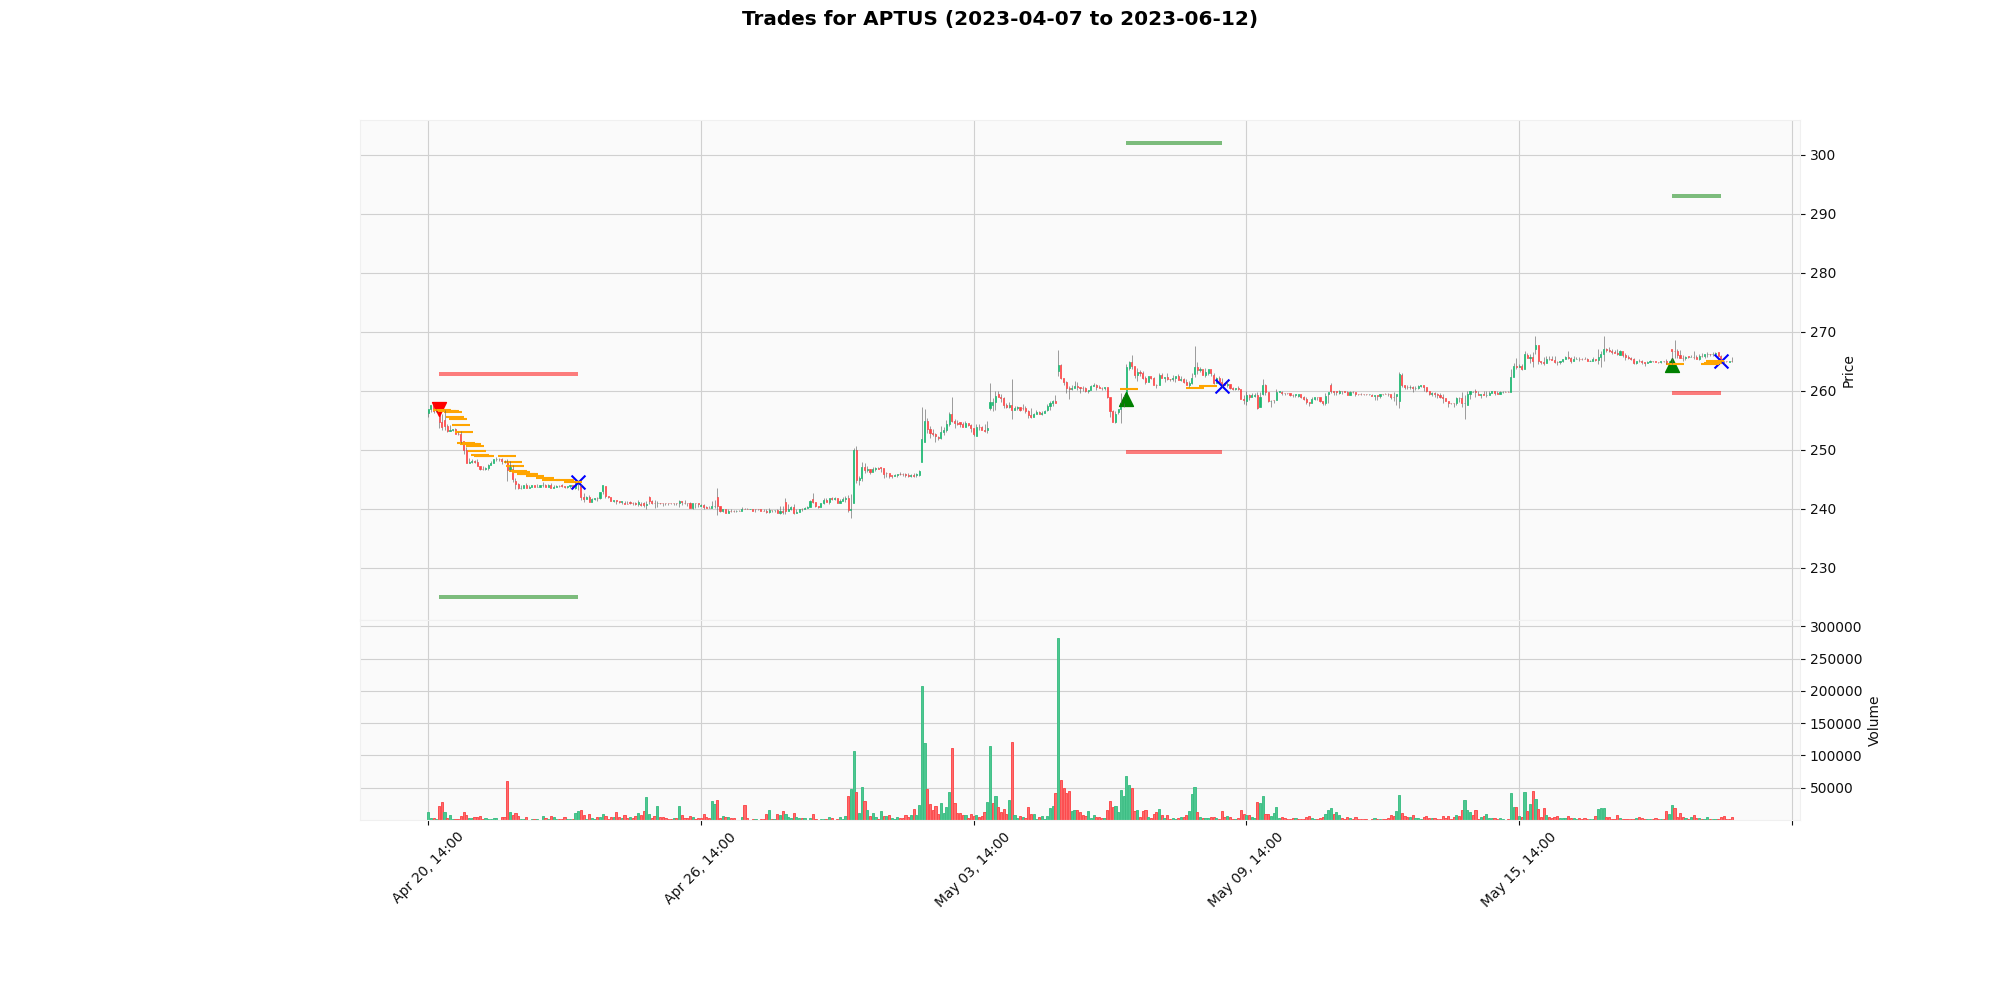 Trades for APTUS (2023-04-07 to 2023-06-12)
300
290
280
270
260
250
240
230
Price
300000
250000
200000
150000
100000
50000
Volume
Apr 20, 14:00
Apr 26, 14:00
May 03, 14:00
May 09, 14:00
May 15, 14:00